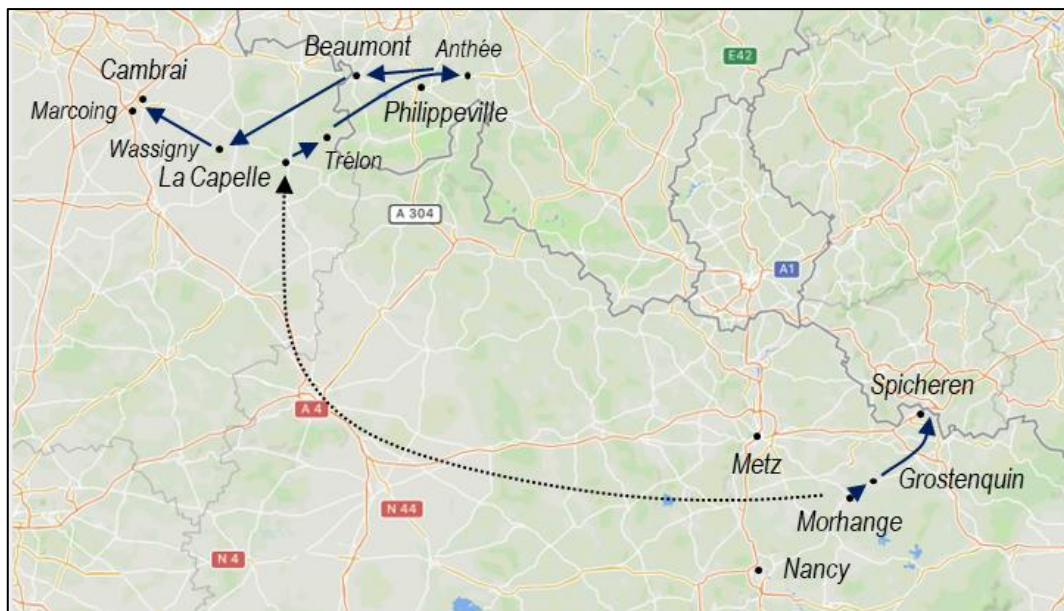 Beaumont
Anthée
E42
Cambrai
Philippeville
Marcoing
Wassigny
Trélon
La Capelle
A 304
A1
Spicheren
A 4
Metz
Grostenquin
N 44
Morhange
N 4
Nancy